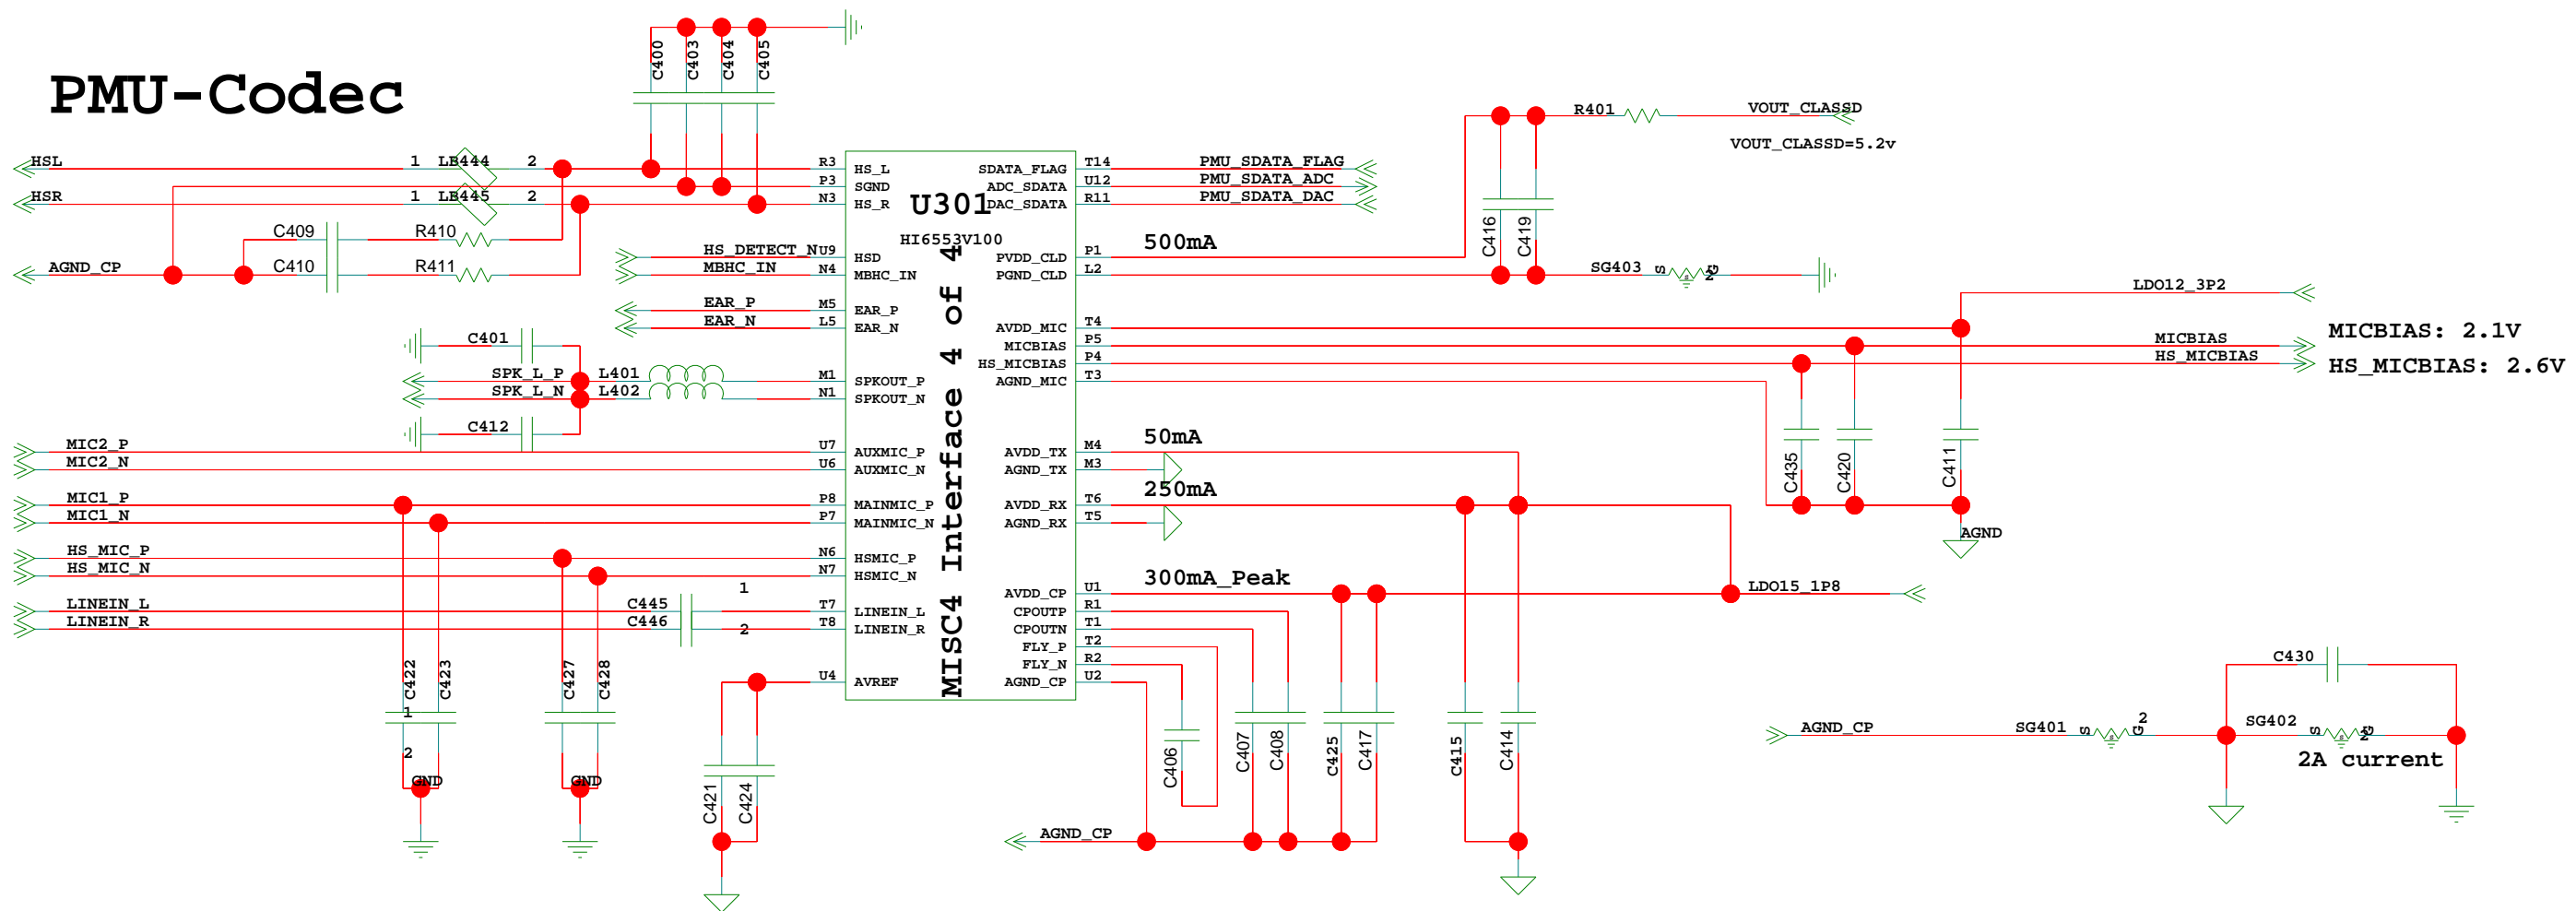 PMU-Codec
C400
C403
C404
C405
HSL 1 LB444 2
HSR 1 LB445 2
C409 R410
C410 R411
AGND_CP
HS_DETECT_N
MBHC_IN
EAR_P
EAR_N
C401
SPK_L_P L401
SPK_L_N L402
C412
MIC2_P
MIC2_N
MIC1_P
MIC1_N
HS_MIC_P
HS_MIC_N
LINEIN_L C445 1
LINEIN_R C446 2
C422
C423
1
2
GND
C427
C428
GND
C421
C424
R3 HS_L
P3 SGND
N3 HS_R
U9 HSD
N4 MBHC_IN
M5 EAR_P
L5 EAR_N
M1 SPKOUT_P
N1 SPKOUT_N
U7 AUXMIC_P
U6 AUXMIC_N
P8 MAINMIC_P
P7 MAINMIC_N
N6 HSMIC_P
N7 HSMIC_N
T7 LINEIN_L
T8 LINEIN_R
U4 AVREF
U301
HI6553V100
MISC4 Interface 4 of 4
SDATA_FLAG T14 PMU_SDATA_FLAG
ADC_SDATA U12 PMU_SDATA_ADC
DAC_SDATA R11 PMU_SDATA_DAC
PVDD_CLD P1 500mA
PGND_CLD L2
AVDD_MIC T4
MICBIAS P5
HS_MICBIAS P4
AGND_MIC T3
AVDD_TX M4 50mA
AGND_TX M3
AVDD_RX T6 250mA
AGND_RX T5
AVDD_CP U1 300mA_Peak
CPOUTP R1
CPOUTN T1
FLY_P T2
FLY_N R2
AGND_CP U2
R401 VOUT_CLASSD
VOUT_CLASSD=5.2v
C416
C419
SG403 S G 2
LDO12_3P2
MICBIAS MICBIAS: 2.1V
HS_MICBIAS HS_MICBIAS: 2.6V
C435
C420
C411
AGND
LDO15_1P8
C406
C407
C408
C425
C417
C415
C414
AGND_CP
C430
AGND_CP SG401 S G 2 SG402 S G 2
2A current